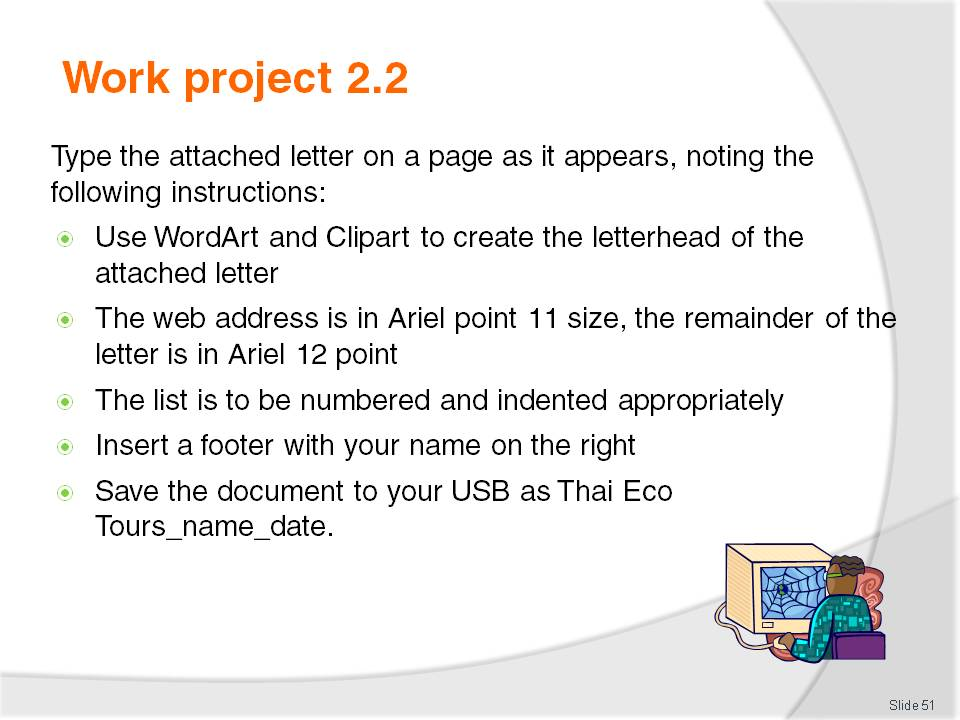 Work project 2.2
Type the attached letter on a page as it appears, noting the
following instructions:
Use WordArt and Clipart to create the letterhead of the
attached letter
The web address is in Ariel point 11 size, the remainder of the
letter is in Ariel 12 point
The list is to be numbered and indented appropriately
Insert a footer with your name on the right
Save the document to your USB as Thai Eco
Tours_name_date.
Slide 51